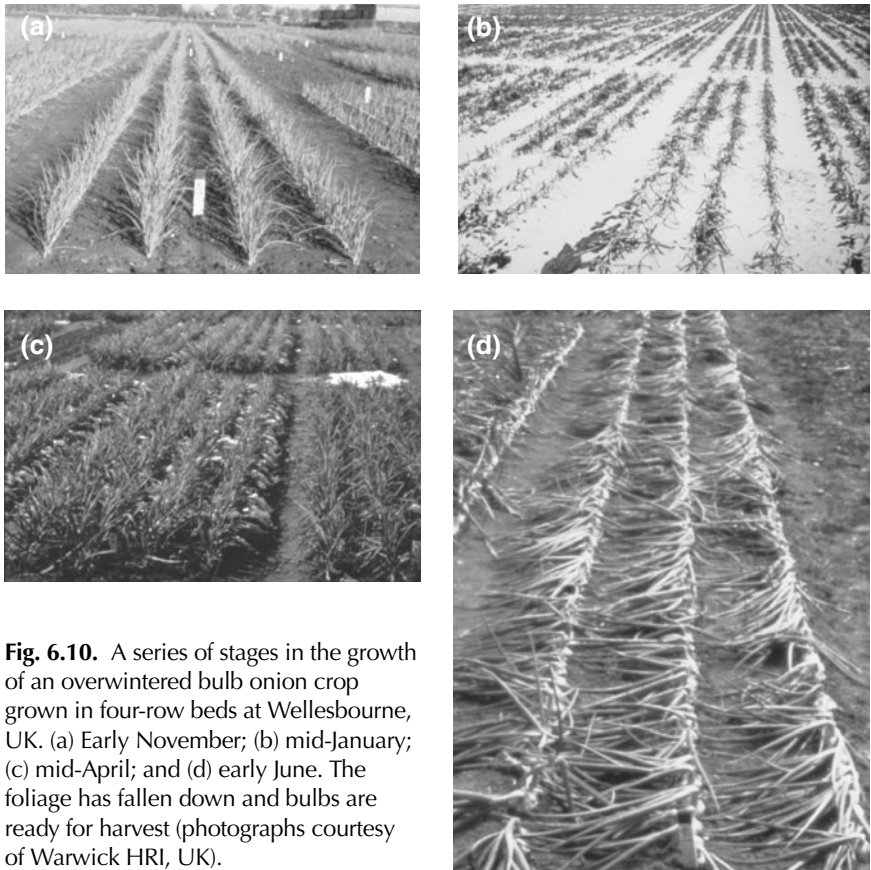 (a)
(b)
(c)
(d)
Fig. 6.10. A series of stages in the growth
of an overwintered bulb onion crop
grown in four-row beds at Wellesbourne,
UK. (a) Early November; (b) mid-January;
(c) mid-April; and (d) early June. The
foliage has fallen down and bulbs are
ready for harvest (photographs courtesy
of Warwick HRI, UK).